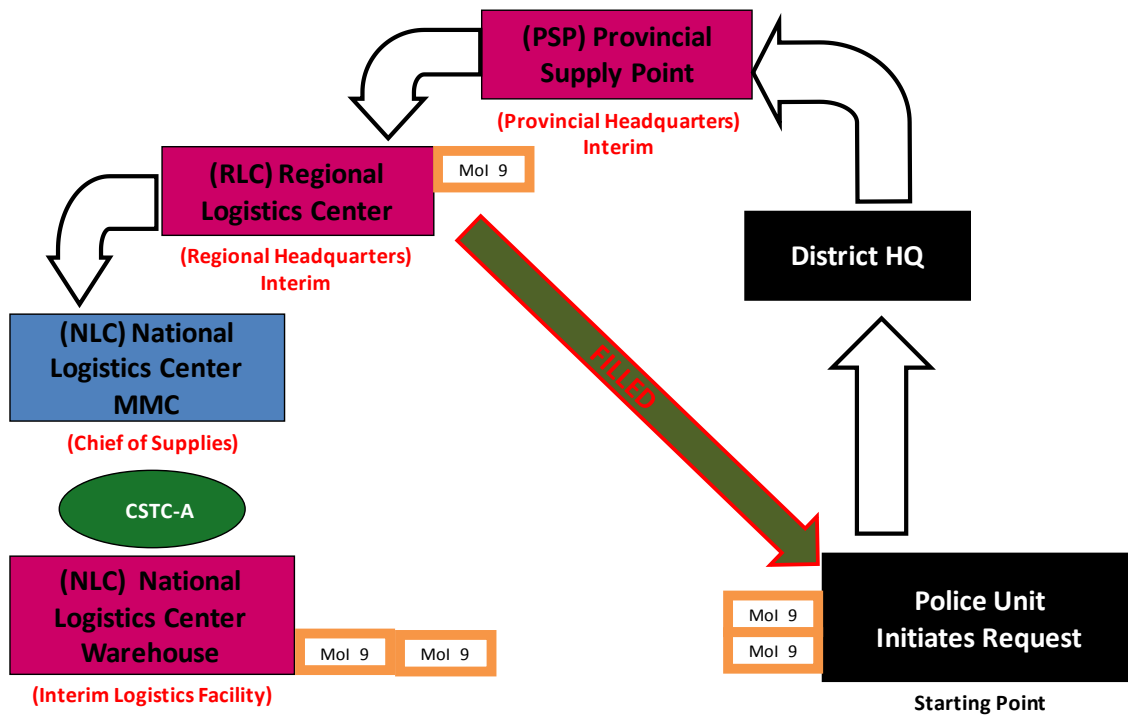 (PSP) Provincial
Supply Point
(Provincial Headquarters)
Interim
(RLC) Regional
Logistics Center
MoI 9
(Regional Headquarters)
Interim
District HQ
(NLC) National
Logistics Center
MMC
(Chief of Supplies)
FILLED
CSTC-A
(NLC) National
Logistics Center
Warehouse
MoI 9
MoI 9
(Interim Logistics Facility)
MoI 9
MoI 9
Police Unit
Initiates Request
Starting Point